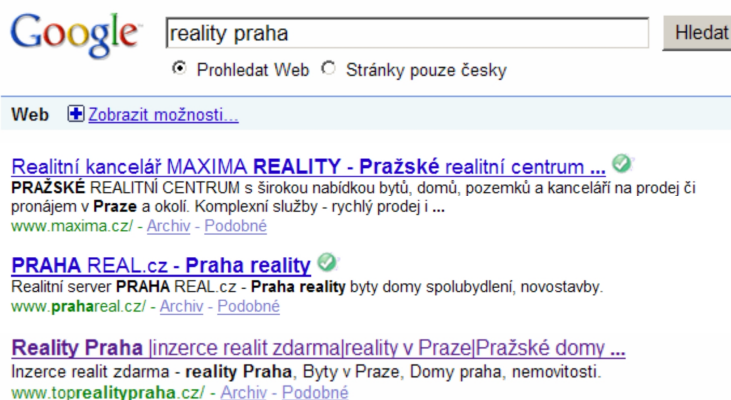 Google reality praha Hledat
Prohledat Web Stránky pouze česky
Web Zobrazit možnosti...
Realitní kancelář MAXIMA REALITY - Pražské realitní centrum ...
PRAŽSKÉ REALITNÍ CENTRUM s širokou nabídkou bytů, domů, pozemků a kanceláří na prodej či
pronájem v Praze a okolí. Komplexní služby - rychlý prodej i ...
www.maxima.cz/ - Archiv - Podobné
PRAHA REAL.cz - Praha reality
Realitní server PRAHA REAL.cz - Praha reality byty domy spolubydlení, novostavby.
www.prahareal.cz/ - Archiv - Podobné
Reality Praha |inzerce realit zdarma|reality v Praze|Pražské domy ...
Inzerce realit zdarma - reality Praha, Byty v Praze, Domy praha, nemovitosti.
www.toprealitypraha.cz/ - Archiv - Podobné